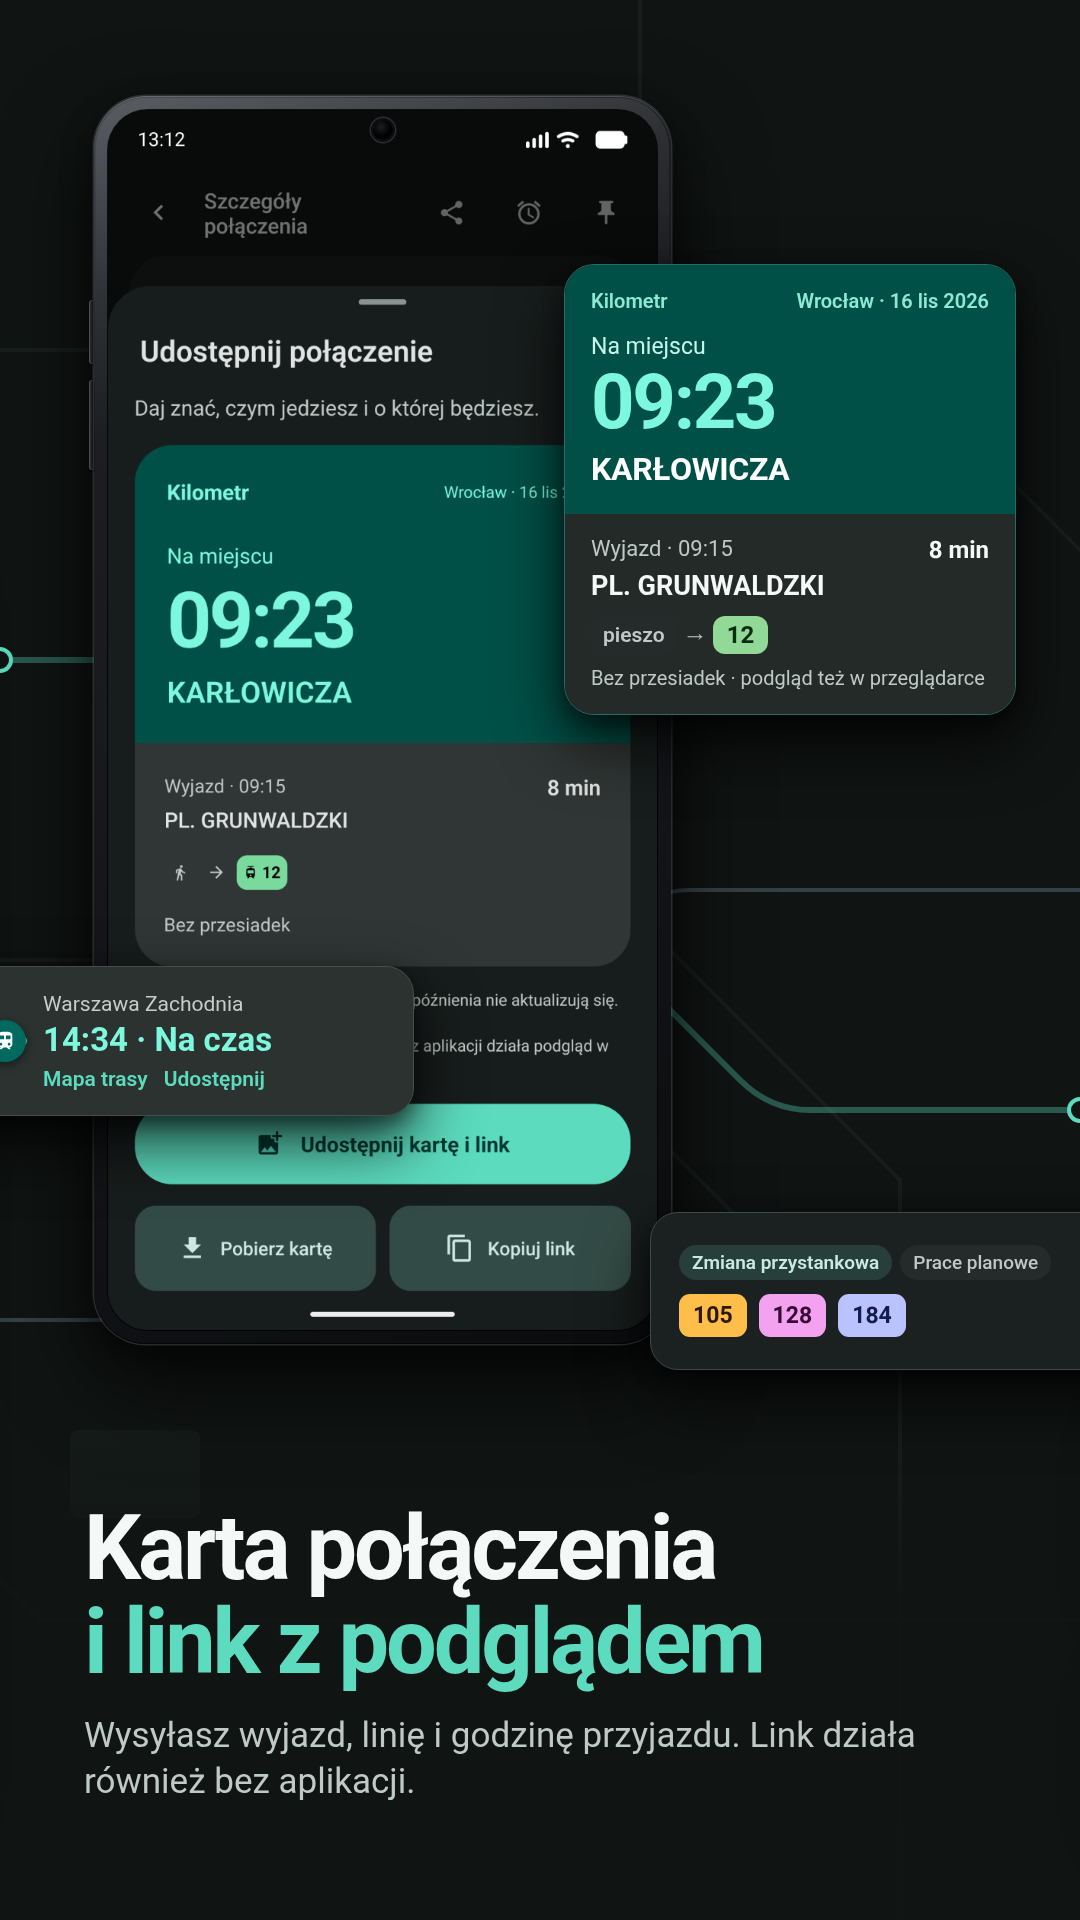 13:12
Szczegóły
połączenia
Udostępnij połączenie
Daj znać, czym jedziesz i o której będziesz.
Kilometr
Wrocław · 16 lis
Na miejscu
09:23
KARŁOWICZA
Wyjazd · 09:15
8 min
PL. GRUNWALDZKI
12
Bez przesiadek
Kilometr
Wrocław · 16 lis 2026
Na miejscu
09:23
KARŁOWICZA
Wyjazd · 09:15
8 min
PL. GRUNWALDZKI
pieszo → 12
Bez przesiadek · podgląd też w przeglądarce
późnienia nie aktualizują się.
z aplikacji działa podgląd w
Warszawa Zachodnia
14:34 · Na czas
Mapa trasy Udostępnij
Udostępnij kartę i link
Pobierz kartę
Kopiuj link
Zmiana przystankowa
Prace planowe
105 128 184
Karta połączenia
i link z podglądem
Wysyłasz wyjazd, linię i godzinę przyjazdu. Link działa
również bez aplikacji.